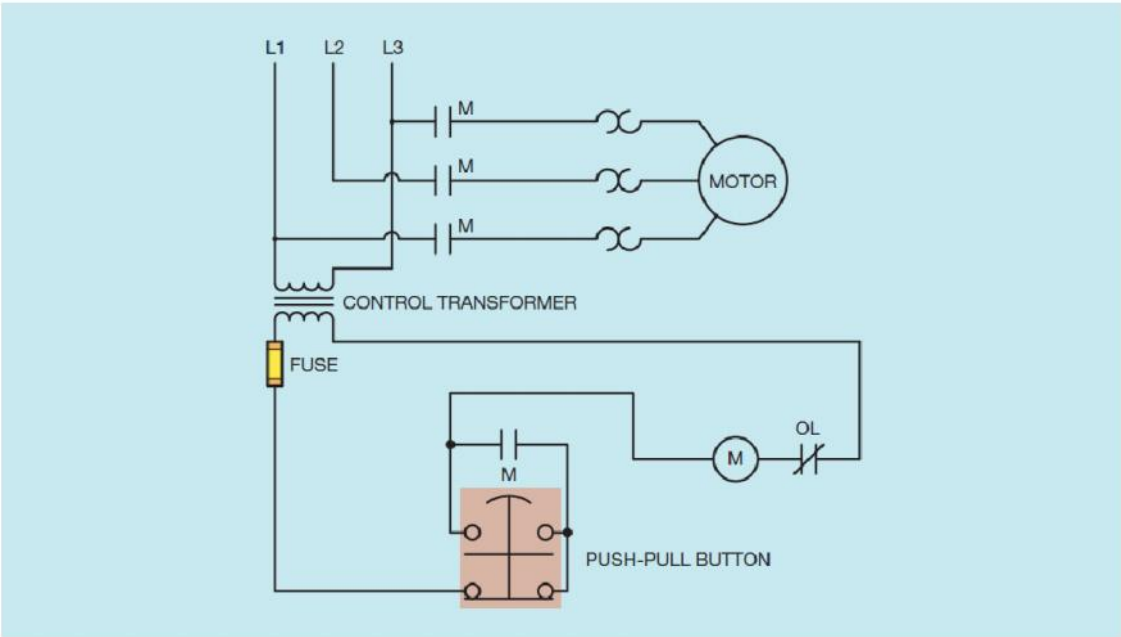 L1 L2 L3
M
M
MOTOR
M
CONTROL TRANSFORMER
FUSE
OL
M
M
PUSH-PULL BUTTON